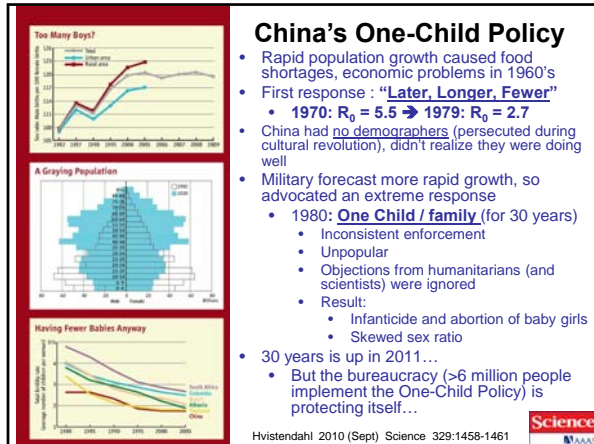 Too Many Boys?
Total
Urban area
Rural area
A Graying Population
Male
Female
Millions
Having Fewer Babies Anyway
South Africa
Colombia
Albania
China
China's One-Child Policy
• Rapid population growth caused food
shortages, economic problems in 1960's
• First response : "Later, Longer, Fewer"
• 1970: R0 = 5.5 ➔ 1979: R0 = 2.7
• China had no demographers (persecuted during
cultural revolution), didn't realize they were doing
well
• Military forecast more rapid growth, so
advocated an extreme response
• 1980: One Child / family (for 30 years)
• Inconsistent enforcement
• Unpopular
• Objections from humanitarians (and
scientists) were ignored
• Result:
• Infanticide and abortion of baby girls
• Skewed sex ratio
• 30 years is up in 2011…
• But the bureaucracy (>6 million people
implement the One-Child Policy) is
protecting itself…
Hvistendahl 2010 (Sept) Science 329:1458-1461
Science
AAAS